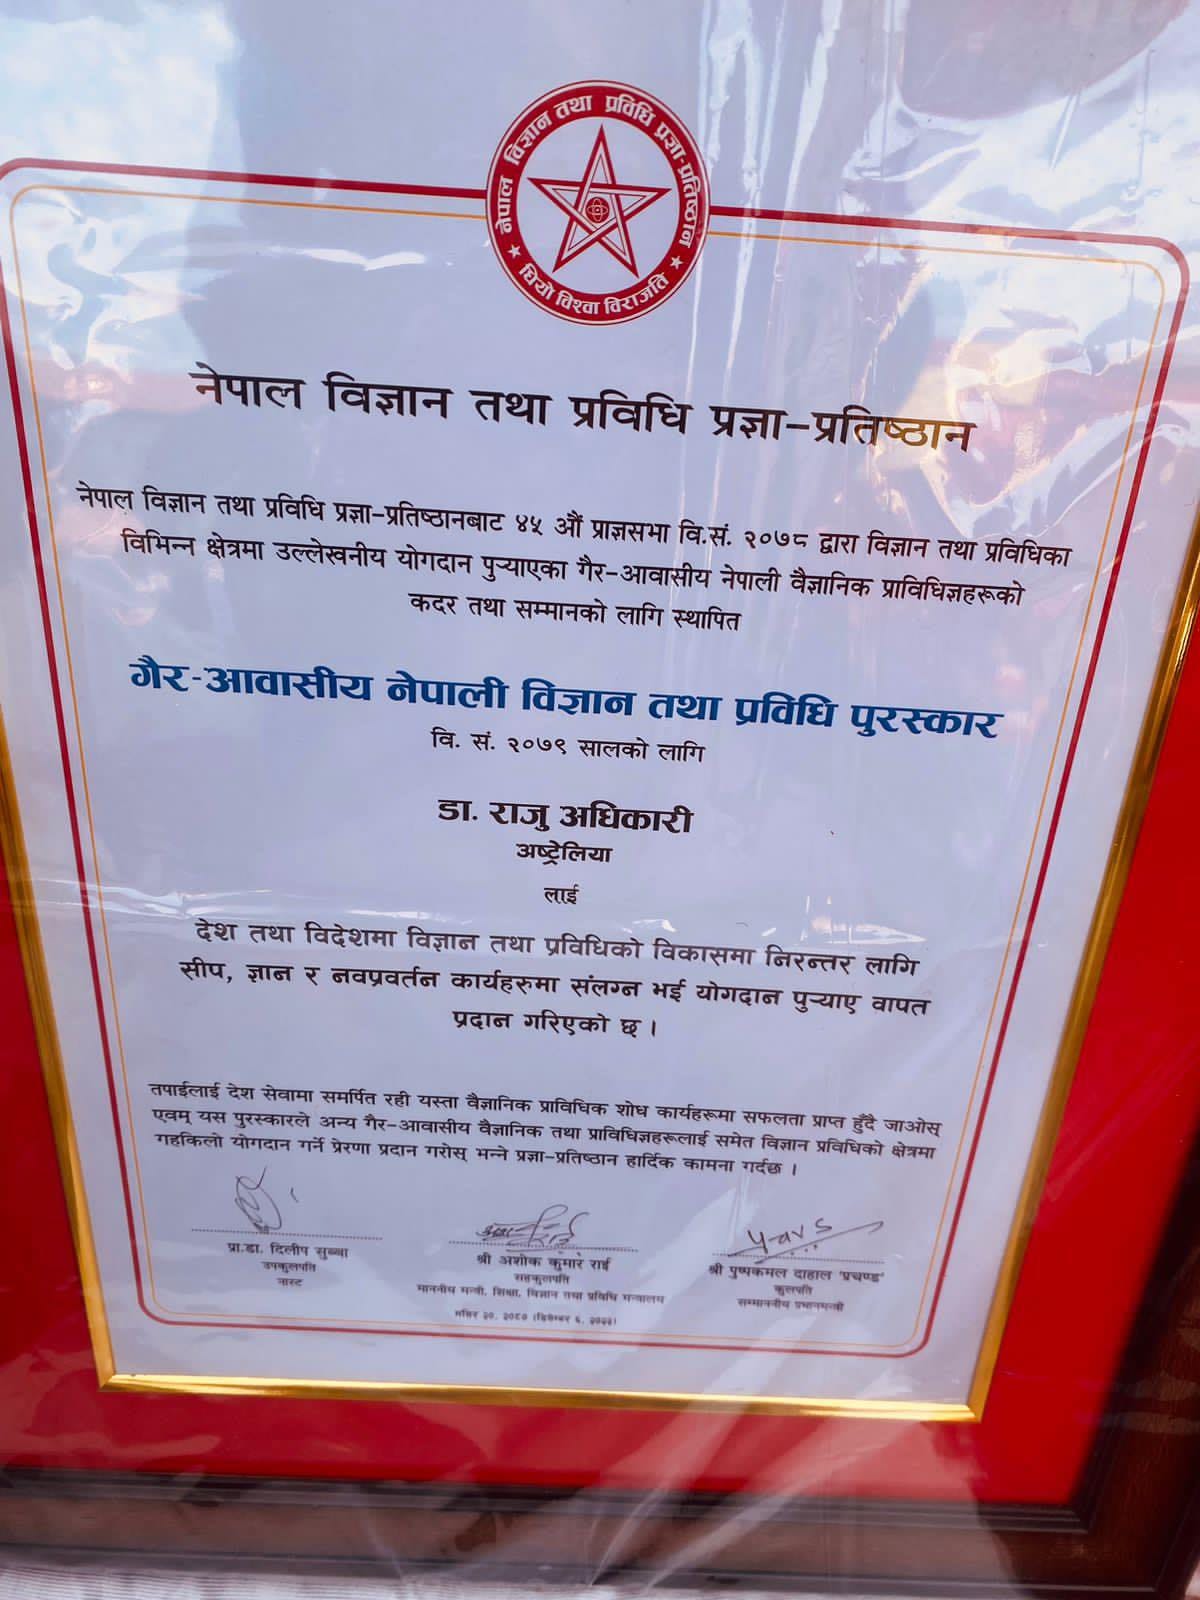 नेपाल विज्ञान तथा प्रविधि प्रज्ञा-प्रतिष्ठान
धियो विश्वा विराजति
नेपाल विज्ञान तथा प्रविधि प्रज्ञा-प्रतिष्ठान
नेपाल विज्ञान तथा प्रविधि प्रज्ञा-प्रतिष्ठानबाट ४५ औं प्राज्ञसभा वि.सं. २०७८ द्वारा विज्ञान तथा प्रविधिका
विभिन्न क्षेत्रमा उल्लेखनीय योगदान पुऱ्याएका गैर-आवासीय नेपाली वैज्ञानिक प्राविधिज्ञहरूको
कदर तथा सम्मानको लागि स्थापित
गैर-आवासीय नेपाली विज्ञान तथा प्रविधि पुरस्कार
वि. सं. २०७९ सालको लागि
डा. राजु अधिकारी
अष्ट्रेलिया
लाई
देश तथा विदेशमा विज्ञान तथा प्रविधिको विकासमा निरन्तर लागि
सीप, ज्ञान र नवप्रवर्तन कार्यहरुमा संलग्न भई योगदान पुऱ्याए वापत
प्रदान गरिएको छ ।
तपाईलाई देश सेवामा समर्पित रही यस्ता वैज्ञानिक प्राविधिक शोध कार्यहरूमा सफलता प्राप्त हुँदै जाओस्
एवम् यस पुरस्कारले अन्य गैर-आवासीय वैज्ञानिक तथा प्राविधिज्ञहरूलाई समेत विज्ञान प्रविधिको क्षेत्रमा
गहकिलो योगदान गर्ने प्रेरणा प्रदान गरोस् भन्ने प्रज्ञा-प्रतिष्ठान हार्दिक कामना गर्दछ ।
प्रा.डा. दिलीप सुब्बा
उपकुलपति
नास्ट
श्री अशोक कुमार राई
सहकुलपति
माननीय मन्त्री, शिक्षा, विज्ञान तथा प्रविधि मन्त्रालय
श्री पुष्पकमल दाहाल 'प्रचण्ड'
कुलपति
सम्माननीय प्रधानमन्त्री
मंसिर २०, २०८० (डिसेम्बर ६, २०२३)